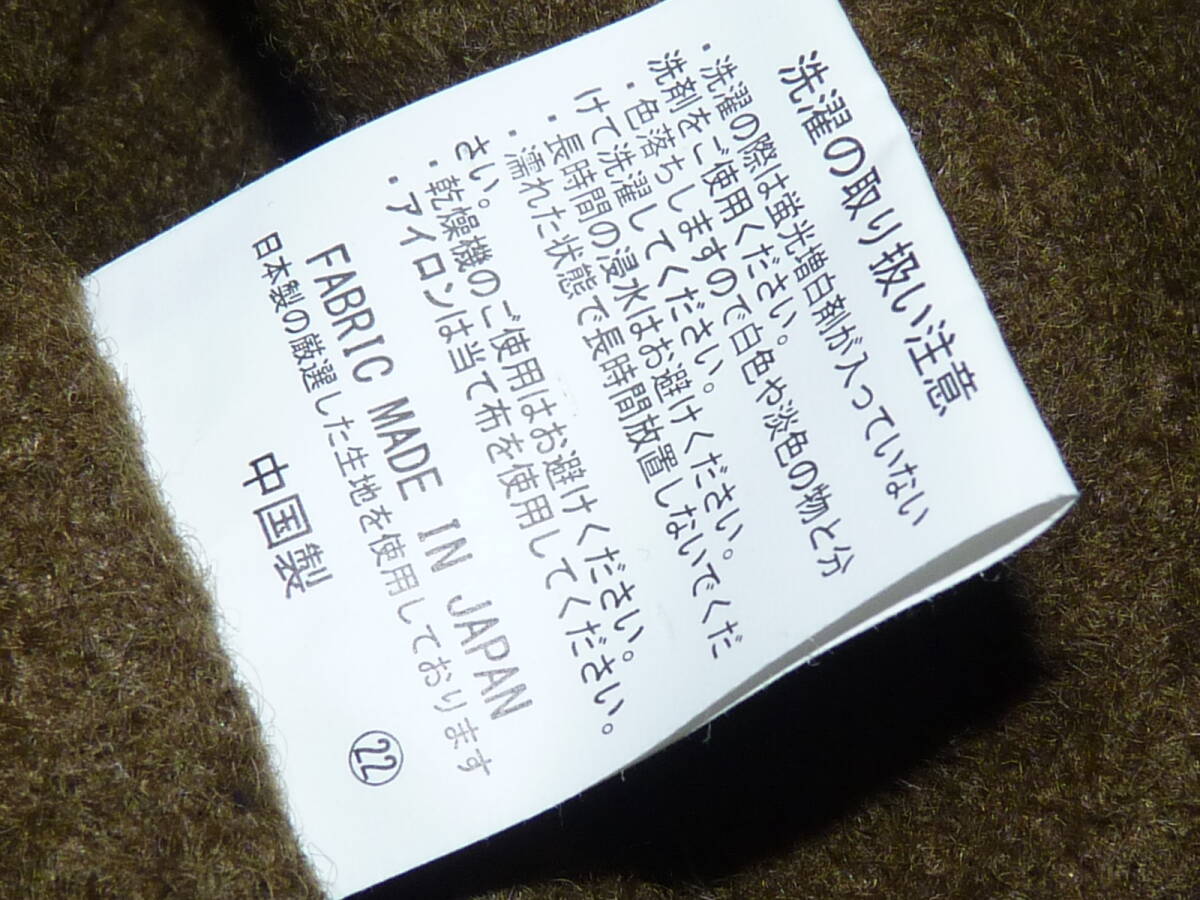 洗濯の取り扱い注意
・洗濯の際は蛍光増白剤が入っていない
洗剤をご使用ください。
・色落ちしますので白色や淡色の物と分
けて洗濯してください。
・長時間の浸水はお避けください。
・濡れた状態で長時間放置しないでくだ
さい。
・乾燥機のご使用はお避けください。
・アイロンは当て布を使用してください。
FABRIC MADE IN JAPAN
日本製の厳選した生地を使用しております
中国製
㉒